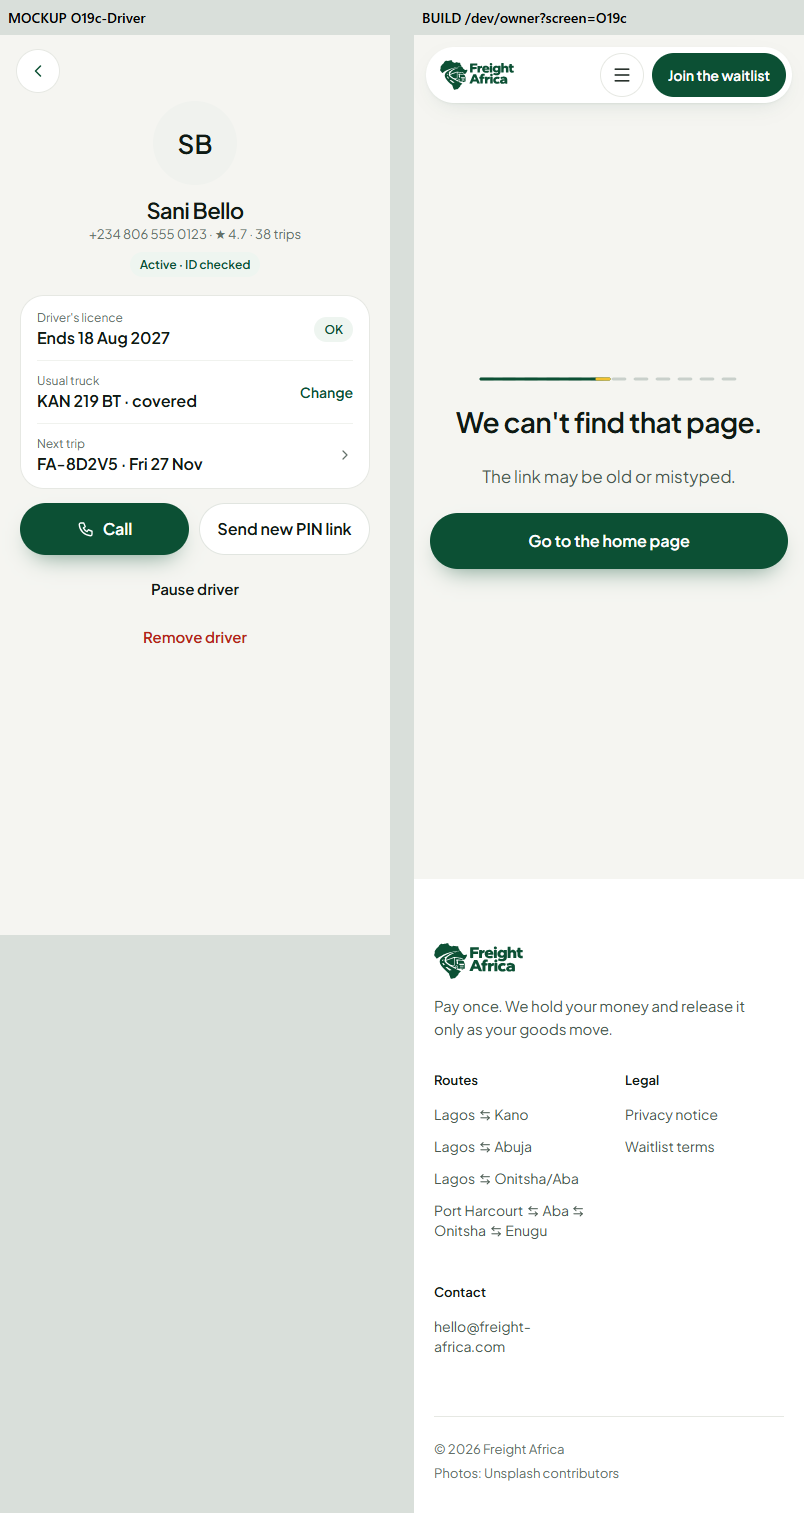 MOCKUP O19c-Driver
SB
Sani Bello
+234 806 555 0123 · ★ 4.7 · 38 trips
Active · ID checked
Driver's licence
Ends 18 Aug 2027
OK
Usual truck
KAN 219 BT · covered
Change
Next trip
FA-8D2V5 · Fri 27 Nov
Call
Send new PIN link
Pause driver
Remove driver
BUILD /dev/owner?screen=O19c
Freight
Africa
Join the waitlist
We can't find that page.
The link may be old or mistyped.
Go to the home page
Freight
Africa
Pay once. We hold your money and release it
only as your goods move.
Routes
Lagos ⇆ Kano
Lagos ⇆ Abuja
Lagos ⇆ Onitsha/Aba
Port Harcourt ⇆ Aba ⇆
Onitsha ⇆ Enugu
Legal
Privacy notice
Waitlist terms
Contact
hello@freight-
africa.com
© 2026 Freight Africa
Photos: Unsplash contributors